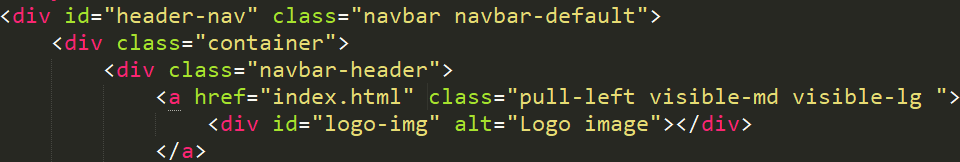 <div id="header-nav" class="navbar navbar-default">
<div class="container">
<div class="navbar-header">
<a href="index.html" class="pull-left visible-md visible-lg ">
<div id="logo-img" alt="Logo image"></div>
</a>